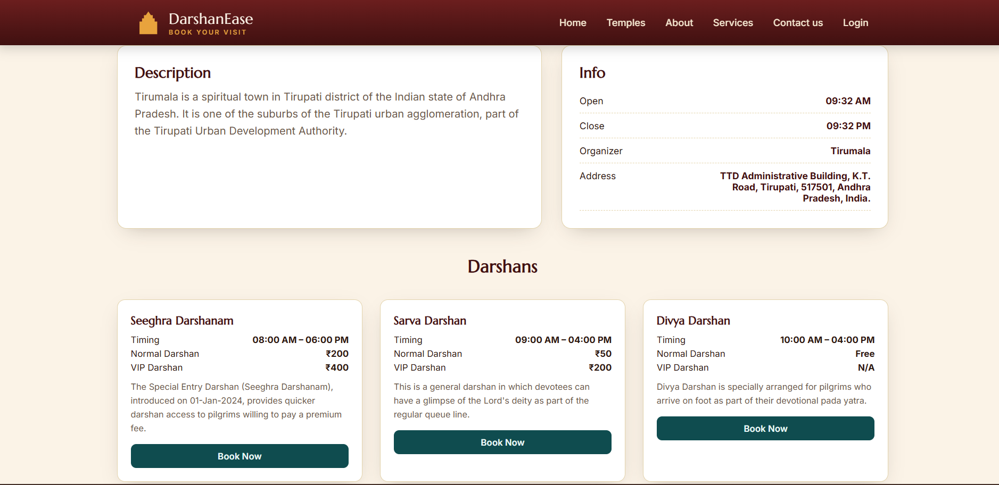 DarshanEase
BOOK YOUR VISIT
Home
Temples
About
Services
Contact us
Login
Description
Tirumala is a spiritual town in Tirupati district of the Indian state of Andhra
Pradesh. It is one of the suburbs of the Tirupati urban agglomeration, part of
the Tirupati Urban Development Authority.
Info
Open 09:32 AM
Close 09:32 PM
Organizer Tirumala
Address TTD Administrative Building, K.T.
Road, Tirupati, 517501, Andhra
Pradesh, India.
Darshans
Seeghra Darshanam
Timing 08:00 AM – 06:00 PM
Normal Darshan ₹200
VIP Darshan ₹400
The Special Entry Darshan (Seeghra Darshanam),
introduced on 01-Jan-2024, provides quicker
darshan access to pilgrims willing to pay a premium
fee.
Book Now
Sarva Darshan
Timing 09:00 AM – 04:00 PM
Normal Darshan ₹50
VIP Darshan ₹200
This is a general darshan in which devotees can
have a glimpse of the Lord's deity as part of the
regular queue line.
Book Now
Divya Darshan
Timing 10:00 AM – 04:00 PM
Normal Darshan Free
VIP Darshan N/A
Divya Darshan is specially arranged for pilgrims who
arrive on foot as part of their devotional pada yatra.
Book Now